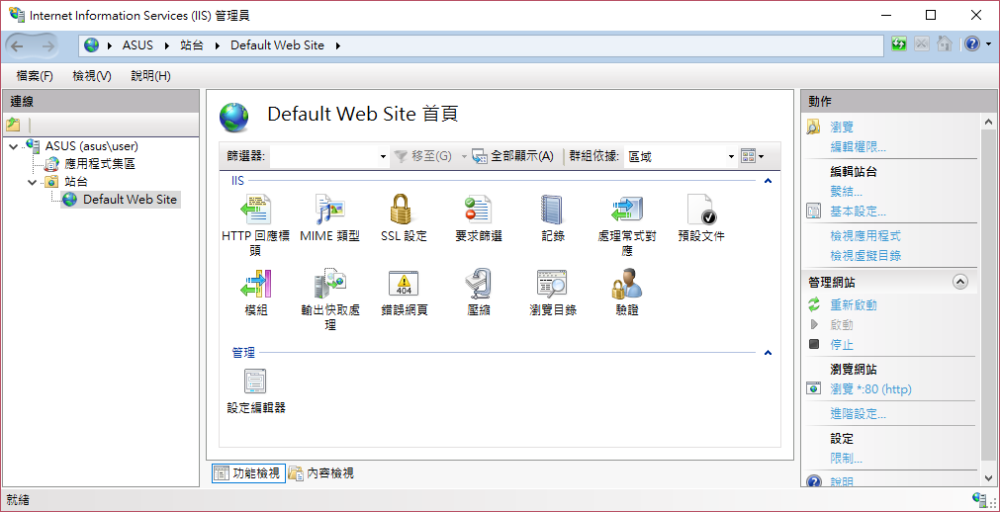 Internet Information Services (IIS) 管理員
ASUS 站台 Default Web Site
檔案(F) 檢視(V) 說明(H)
連線
ASUS (asus\user)
應用程式集區
站台
Default Web Site
Default Web Site 首頁
篩選器: 移至(G) 全部顯示(A) 群組依據: 區域
IIS
HTTP 回應標頭
MIME 類型
SSL 設定
要求篩選
記錄
處理常式對應
預設文件
模組
輸出快取處理
404
錯誤網頁
壓縮
瀏覽目錄
驗證
管理
設定編輯器
功能檢視 內容檢視
動作
瀏覽
編輯權限...
編輯站台
繫結...
基本設定...
檢視應用程式
檢視虛擬目錄
管理網站
重新啟動
啟動
停止
瀏覽網站
瀏覽 *:80 (http)
進階設定...
設定
限制...
說明
就緒